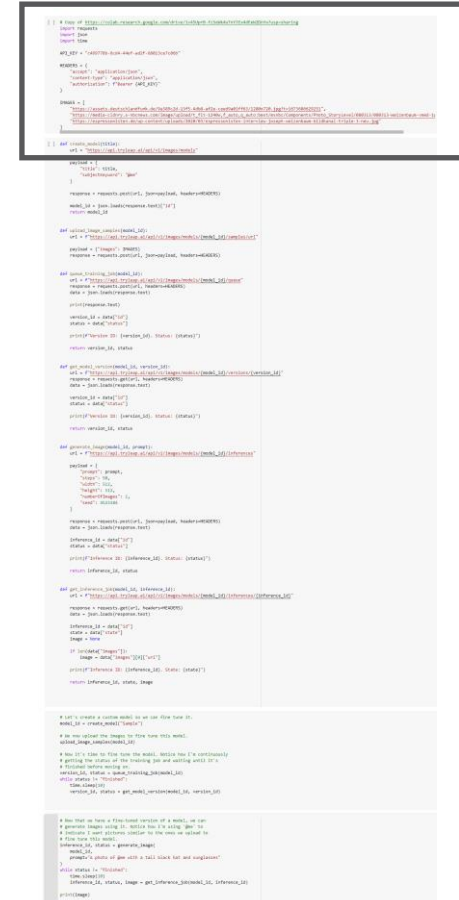 import requests
import json
import time
HEADERS = {
"accept": "application/json",
"content-type": "application/json",
"authorization": f"Bearer {API_KEY}"
}
IMAGES = [
]
[ ] def create_model(title):
url = "https://api.tryleap.ai/api/v1/images/models"
payload = {
"title": title,
"subjectKeyword": "@me"
}
response = requests.post(url, json=payload, headers=HEADERS)
model_id = json.loads(response.text)["id"]
return model_id
def upload_image_samples(model_id):
url = f"https://api.tryleap.ai/api/v1/images/models/{model_id}/samples/url"
payload = {"images": IMAGES}
response = requests.post(url, json=payload, headers=HEADERS)
def queue_training_job(model_id):
url = f"https://api.tryleap.ai/api/v1/images/models/{model_id}/queue"
response = requests.post(url, headers=HEADERS)
data = json.loads(response.text)
print(response.text)
version_id = data["id"]
status = data["status"]
print(f"Version ID: {version_id}. Status: {status}")
return version_id, status
def get_model_version(model_id, version_id):
url = f"https://api.tryleap.ai/api/v1/images/models/{model_id}/versions/{version_id}"
response = requests.get(url, headers=HEADERS)
data = json.loads(response.text)
version_id = data["id"]
status = data["status"]
print(f"Version ID: {version_id}. Status: {status}")
return version_id, status
def generate_image(model_id, prompt):
url = f"https://api.tryleap.ai/api/v1/images/models/{model_id}/inferences"
payload = {
"prompt": prompt,
"steps": 50,
"width": 512,
"height": 512,
"numberOfImages": 1,
}
response = requests.post(url, json=payload, headers=HEADERS)
data = json.loads(response.text)
inference_id = data["id"]
status = data["status"]
print(f"Inference ID: {inference_id}. Status: {status}")
return inference_id, status
def get_inference_job(model_id, inference_id):
url = f"https://api.tryleap.ai/api/v1/images/models/{model_id}/inferences/{inference_id}"
response = requests.get(url, headers=HEADERS)
data = json.loads(response.text)
inference_id = data["id"]
state = data["state"]
image = None
if len(data["images"]):
image = data["images"][0]["uri"]
print(f"Inference ID: {inference_id}. State: {state}")
return inference_id, state, image
# Let's create a custom model so we can fine tune it.
model_id = create_model("Sample")
# We now upload the images to fine tune this model.
upload_image_samples(model_id)
# Now it's time to fine tune the model. Notice how I'm continuously
# getting the status of the training job and waiting until it's
# finished before moving on.
version_id, status = queue_training_job(model_id)
while status != "finished":
time.sleep(10)
version_id, status = get_model_version(model_id, version_id)
# Now that we have a fine-tuned version of a model, we can
# generate images using it. Notice how I'm using '@me' to
# indicate I want pictures similar to the ones we upload to
# fine tune this model.
inference_id, status = generate_image(
model_id,
prompt="A photo of @me with a tall black hat and sunglasses"
)
while status != "finished":
time.sleep(10)
inference_id, status, image = get_inference_job(model_id, inference_id)
print(image)